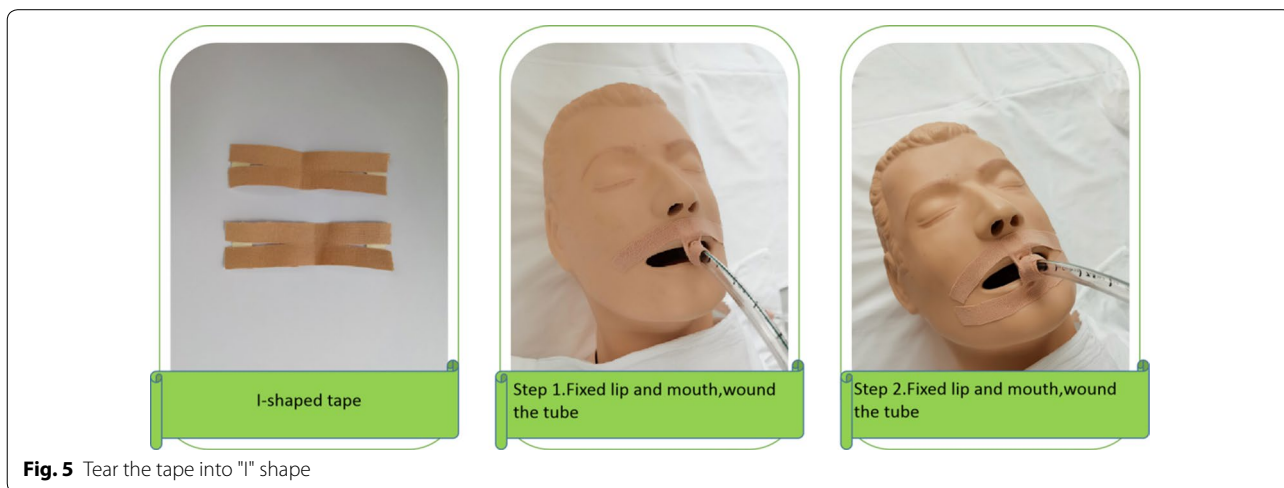 I-shaped tape
Step 1.Fixed lip and mouth,wound
the tube
Step 2.Fixed lip and mouth,wound
the tube
Fig. 5 Tear the tape into "I" shape